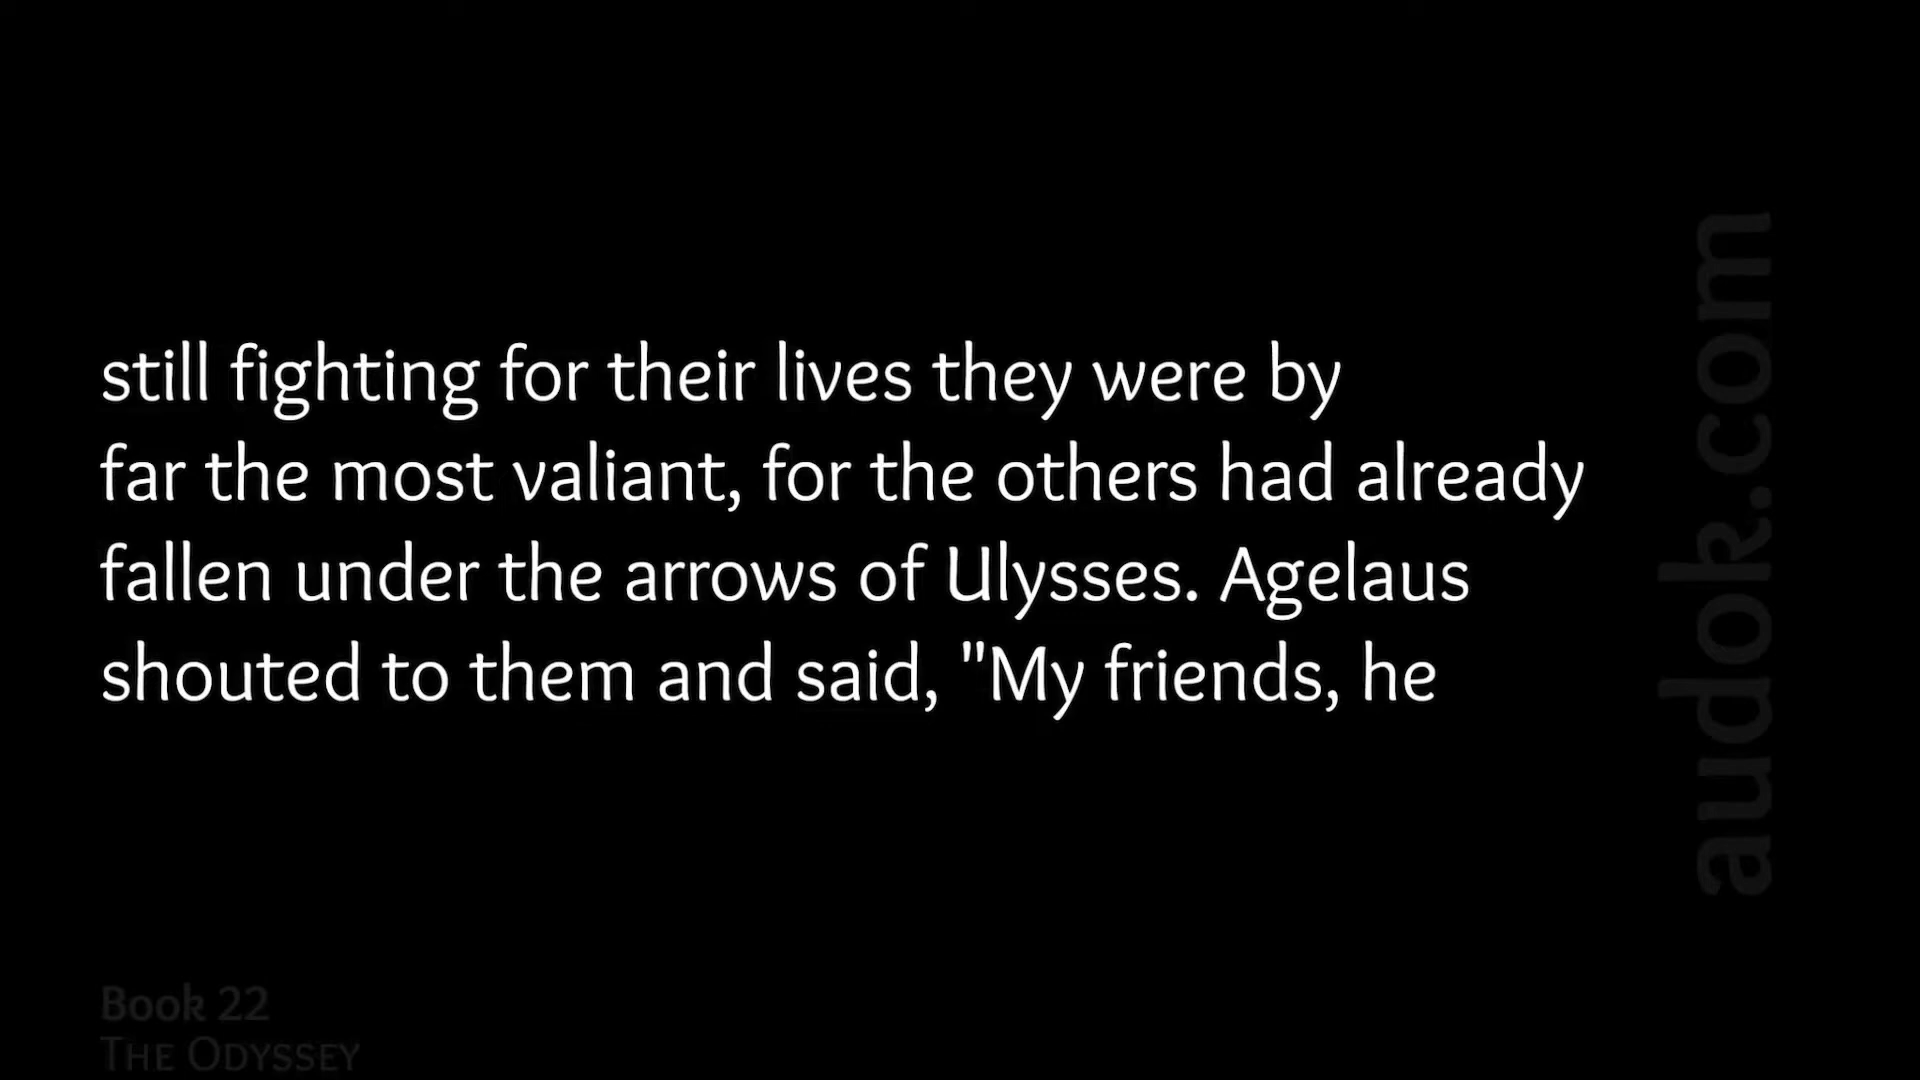 still fighting for their lives they were by
far the most valiant, for the others had already
fallen under the arrows of Ulysses. Agelaus
shouted to them and said, "My friends, he
audok.com
Book 22
THE ODYSSEY